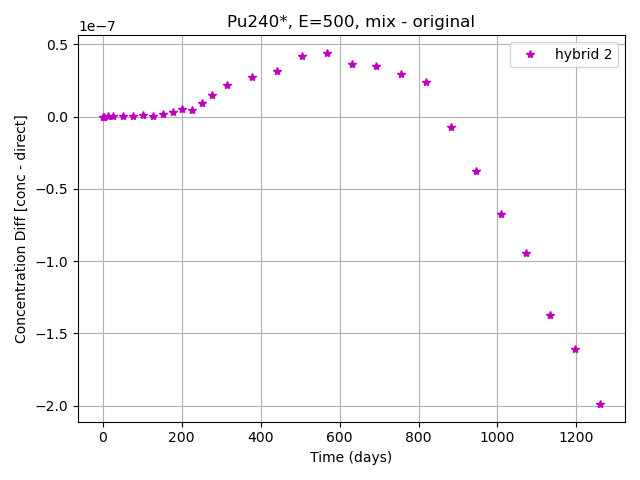 Pu240*, E=500, mix - original
1e−7
hybrid 2
0.5
0.0
−0.5
−1.0
−1.5
−2.0
Concentration Diff [conc - direct]
0 200 400 600 800 1000 1200
Time (days)